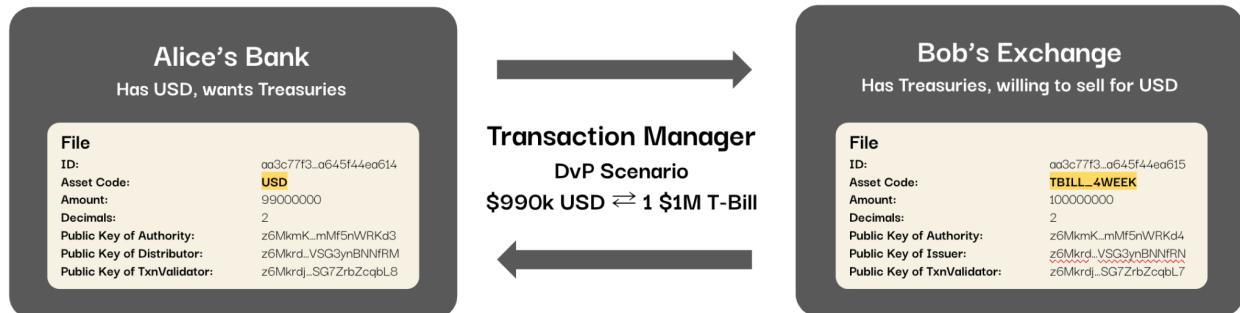 Alice's Bank
Has USD, wants Treasuries
File
ID: aa3c77f3...a645f44ea614
Asset Code: USD
Amount: 99000000
Decimals: 2
Public Key of Authority: z6MkmK...mMf5nWRKd3
Public Key of Distributor: z6Mkrd...VSG3ynBNNfRM
Public Key of TxnValidator: z6Mkrdj...SG7ZrbZcqbL8
Transaction Manager
DvP Scenario
$990k USD ⇄ 1 $1M T-Bill
Bob's Exchange
Has Treasuries, willing to sell for USD
File
ID: aa3c77f3...a645f44ea615
Asset Code: TBILL_4WEEK
Amount: 100000000
Decimals: 2
Public Key of Authority: z6MkmK...mMf5nWRKd4
Public Key of Issuer: z6Mkrd...VSG3ynBNNfRN
Public Key of TxnValidator: z6Mkrdj...SG7ZrbZcqbL7